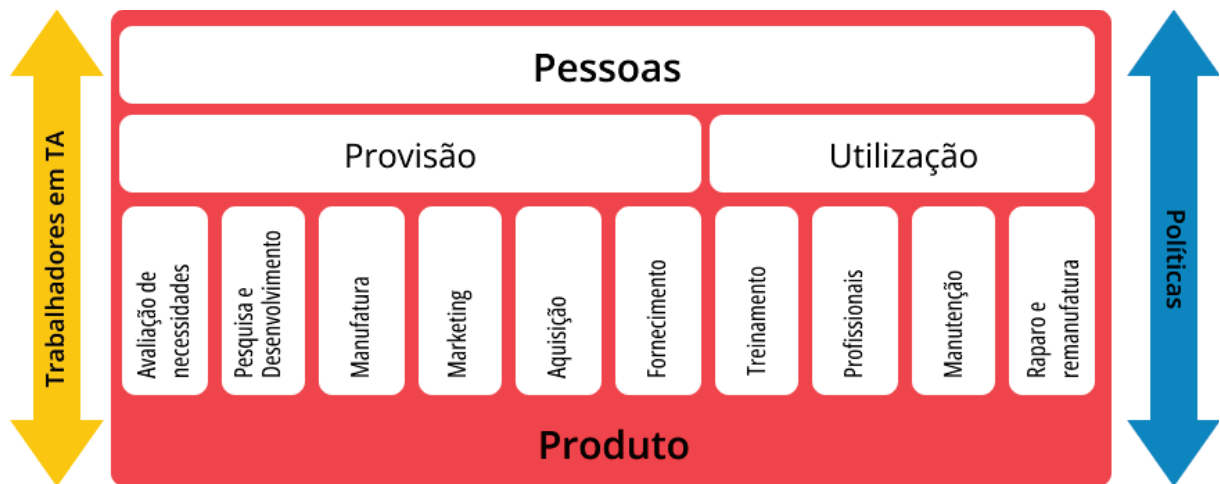 Trabalhadores em TA
Pessoas
Provisão
Utilização
Avaliação de
necessidades
Pesquisa e
Desenvolvimento
Manufatura
Marketing
Aquisição
Fornecimento
Treinamento
Profissionais
Manutenção
Raparo e
remanufatura
Produto
Políticas